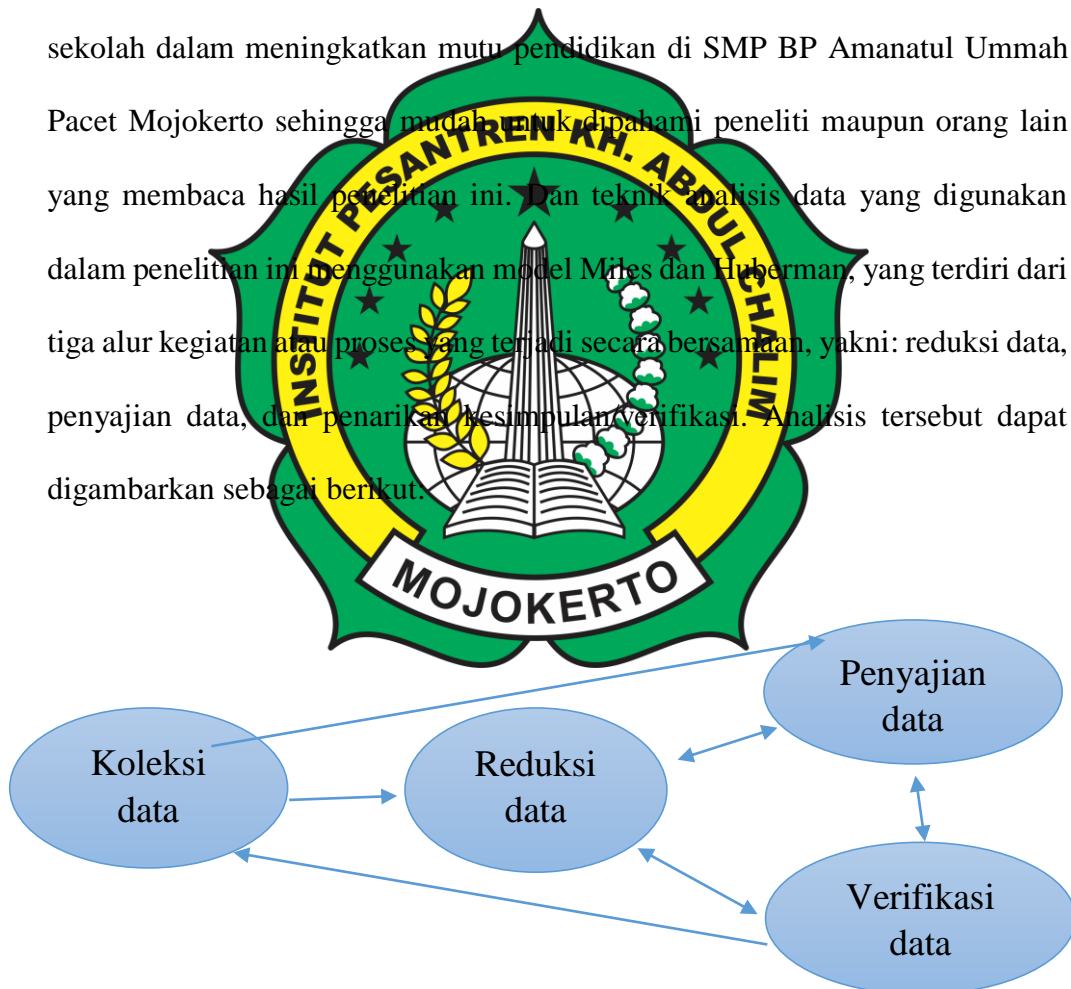 sekolah dalam meningkatkan mutu pendidikan di SMP BP Amanatul Ummah
Pacet Mojokerto sehingga mudah untuk dipahami peneliti maupun orang lain
yang membaca hasil penelitian ini. Dan teknik analisis data yang digunakan
dalam penelitian ini menggunakan model Miles dan Huberman, yang terdiri dari
tiga alur kegiatan atau proses yang terjadi secara bersamaan, yakni: reduksi data,
penyajian data, dan penarikan kesimpulan/verifikasi. Analisis tersebut dapat
digambarkan sebagai berikut:
INSTITUT PESANTREN KH. ABDUL CHALIM
MOJOKERTO
Penyajian
data
Koleksi
data
Reduksi
data
Verifikasi
data